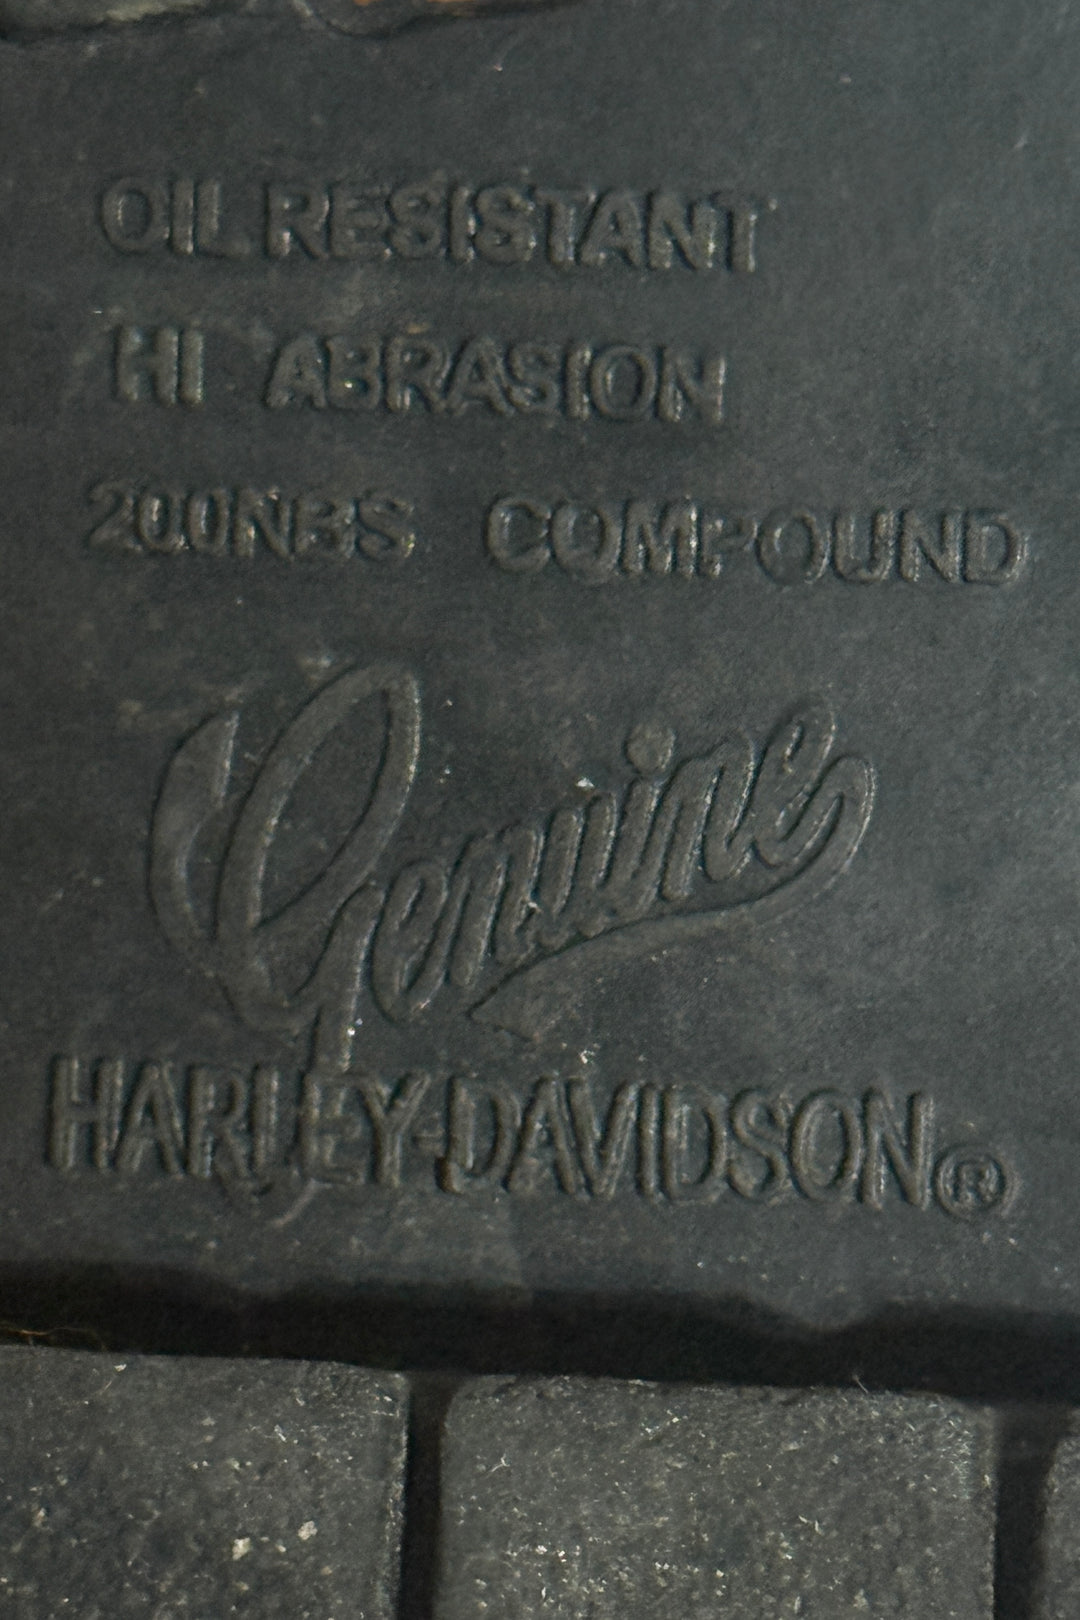 OIL RESISTANT
HI ABRASION
200NBS COMPOUND
Genuine
HARLEY-DAVIDSON®